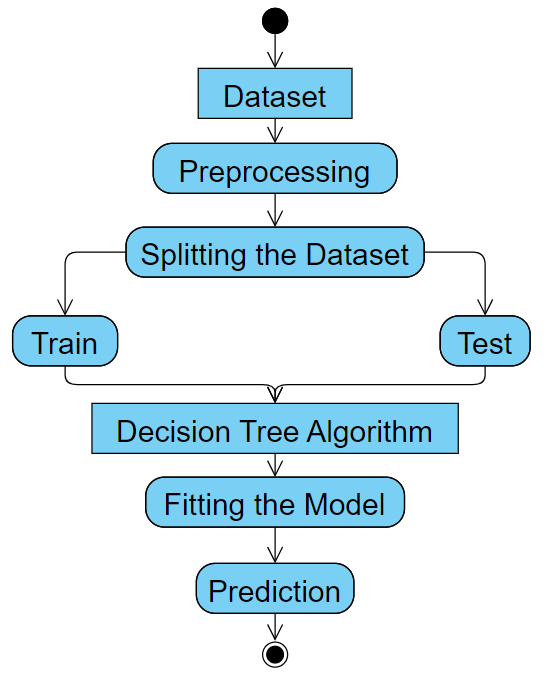 Dataset
Preprocessing
Splitting the Dataset
Train
Test
Decision Tree Algorithm
Fitting the Model
Prediction